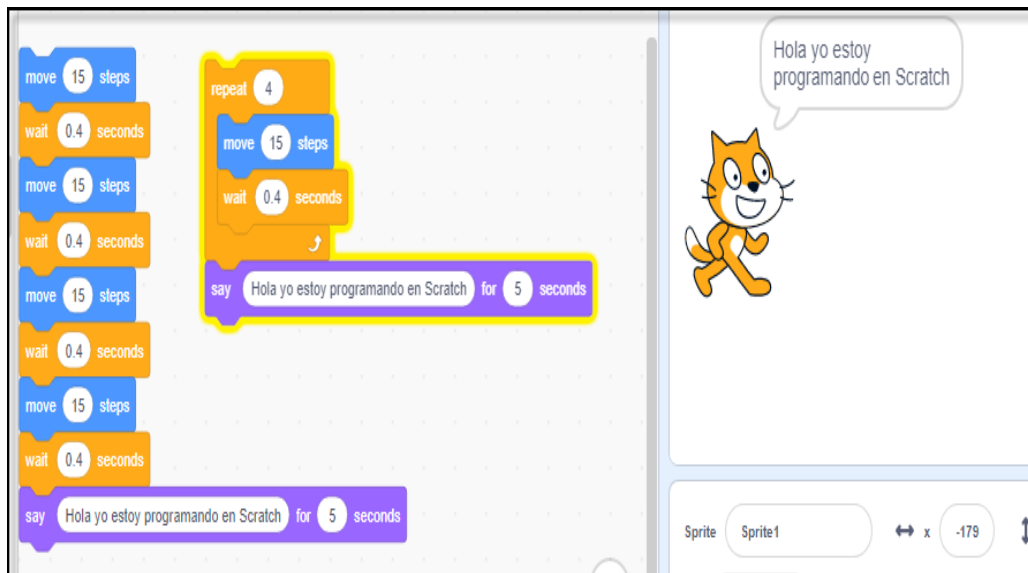 move 15 steps
wait 0.4 seconds
move 15 steps
wait 0.4 seconds
move 15 steps
wait 0.4 seconds
move 15 steps
wait 0.4 seconds
say Hola yo estoy programando en Scratch for 5 seconds
repeat 4
move 15 steps
wait 0.4 seconds
say Hola yo estoy programando en Scratch for 5 seconds
Hola yo estoy
programando en Scratch
Sprite Sprite1 x -179